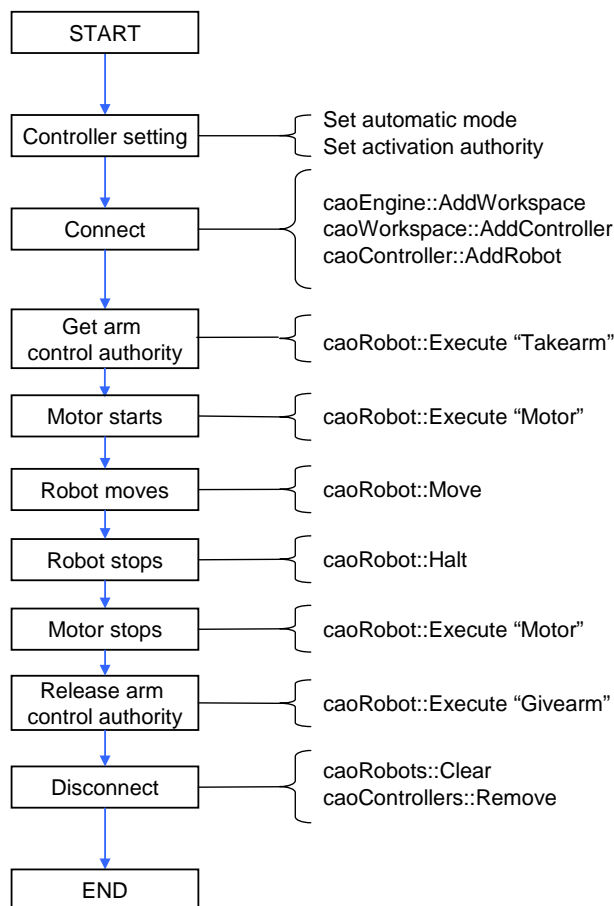 START
Controller setting
Set automatic mode
Set activation authority
Connect
caoEngine::AddWorkspace
caoWorkspace::AddController
caoController::AddRobot
Get arm
control authority
caoRobot::Execute “Takearm”
Motor starts
caoRobot::Execute “Motor”
Robot moves
caoRobot::Move
Robot stops
caoRobot::Halt
Motor stops
caoRobot::Execute “Motor”
Release arm
control authority
caoRobot::Execute “Givearm”
Disconnect
caoRobots::Clear
caoControllers::Remove
END